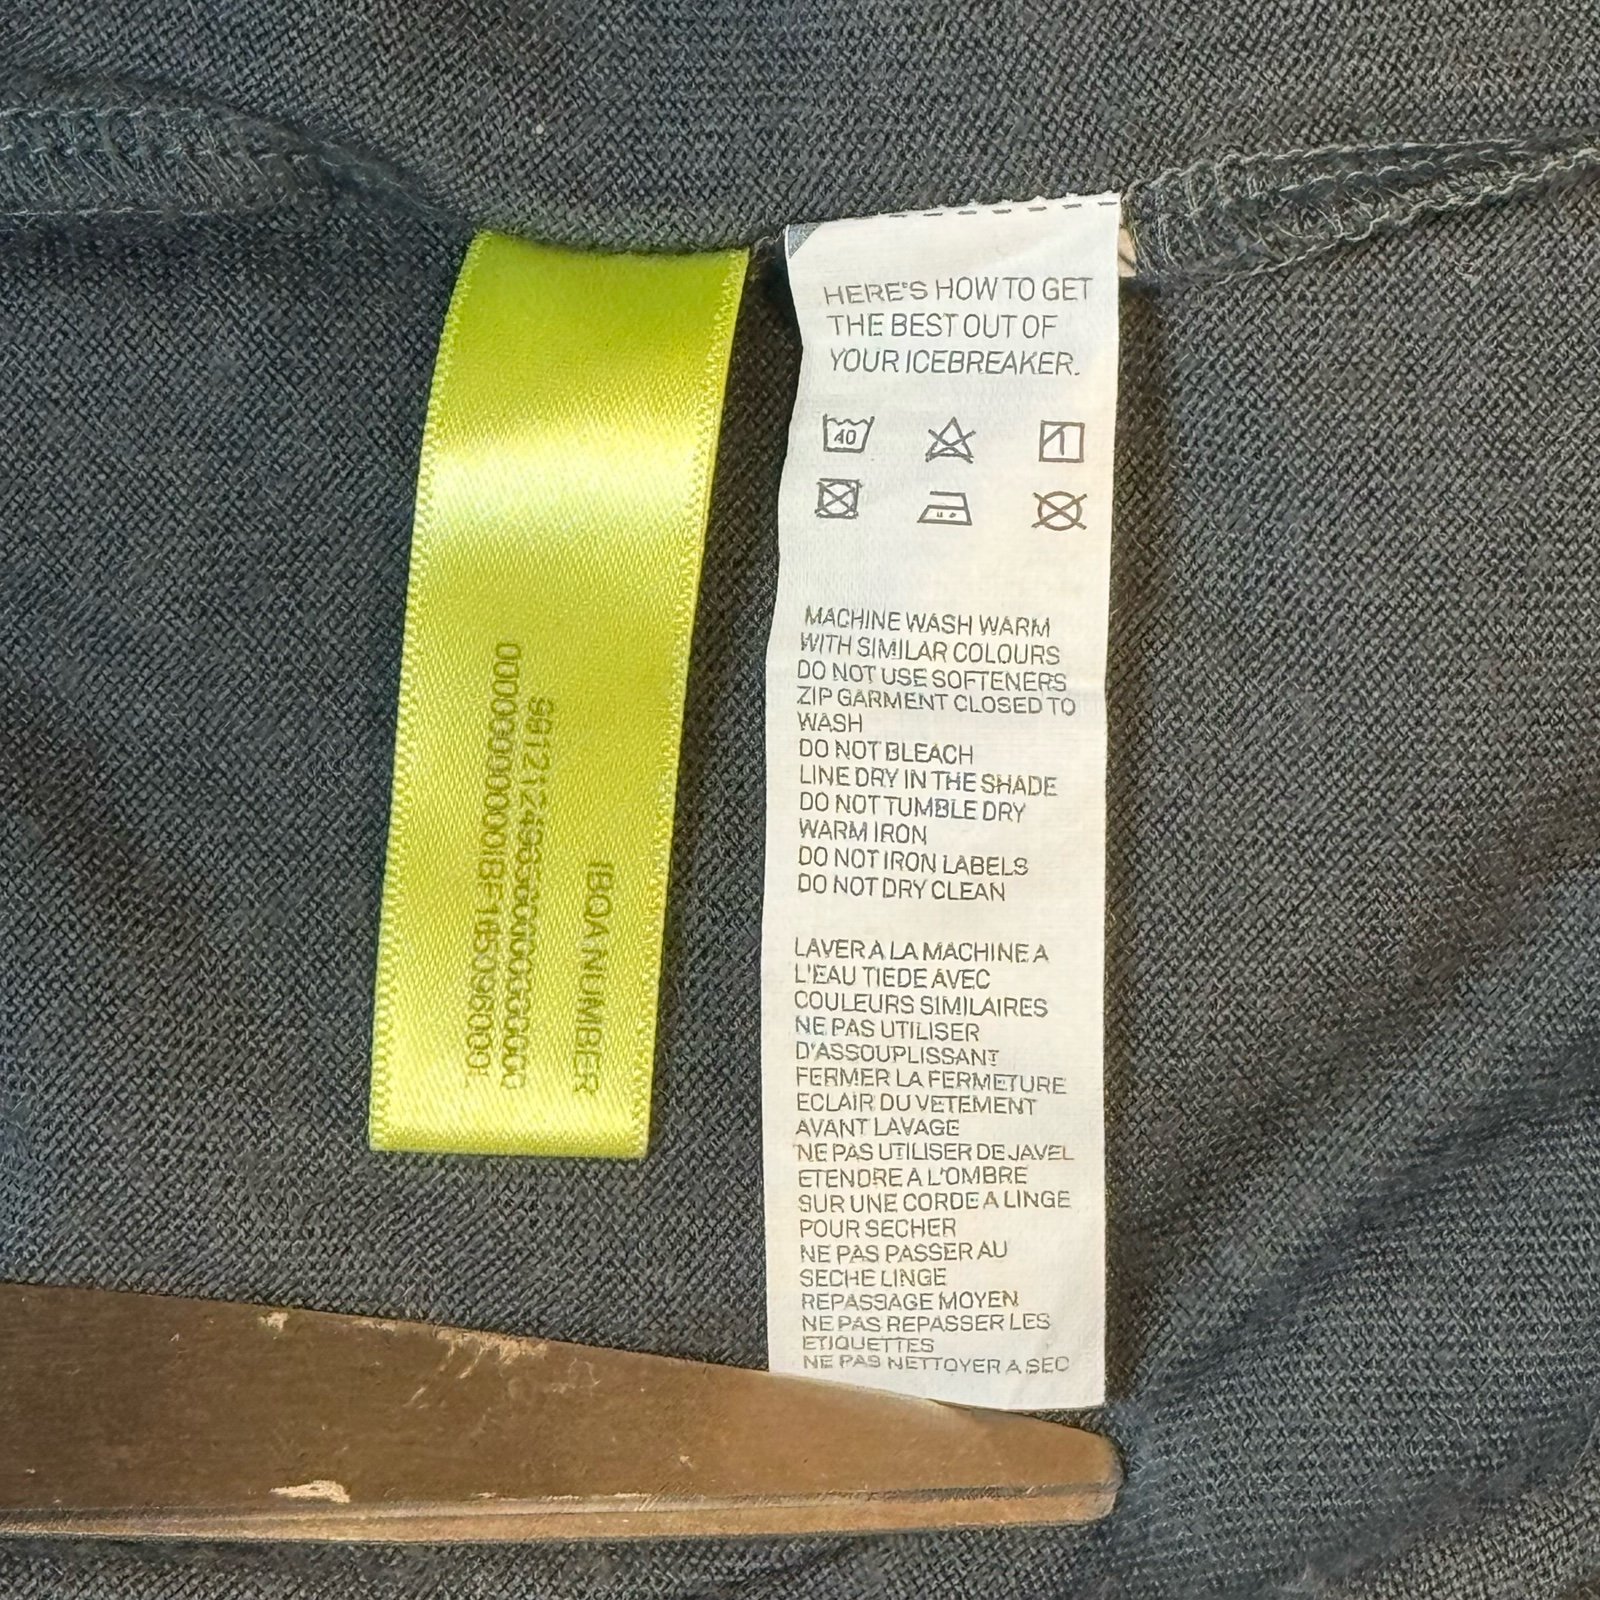 HERE'S HOW TO GET
THE BEST OUT OF
YOUR ICEBREAKER.
40
1
MACHINE WASH WARM
WITH SIMILAR COLOURS
DO NOT USE SOFTENERS
ZIP GARMENT CLOSED TO
WASH
DO NOT BLEACH
LINE DRY IN THE SHADE
DO NOT TUMBLE DRY
WARM IRON
DO NOT IRON LABELS
DO NOT DRY CLEAN
LAVER A LA MACHINE A
L'EAU TIEDE AVEC
COULEURS SIMILAIRES
NE PAS UTILISER
D'ASSOUPLISSANT
FERMER LA FERMETURE
ECLAIR DU VETEMENT
AVANT LAVAGE
NE PAS UTILISER DE JAVEL
ETENDRE A L'OMBRE
SUR UNE CORDE A LINGE
POUR SECHER
NE PAS PASSER AU
SECHE LINGE
REPASSAGE MOYEN
NE PAS REPASSER LES
ETIQUETTES
NE PAS NETTOYER A SEC
IBQANUMBER